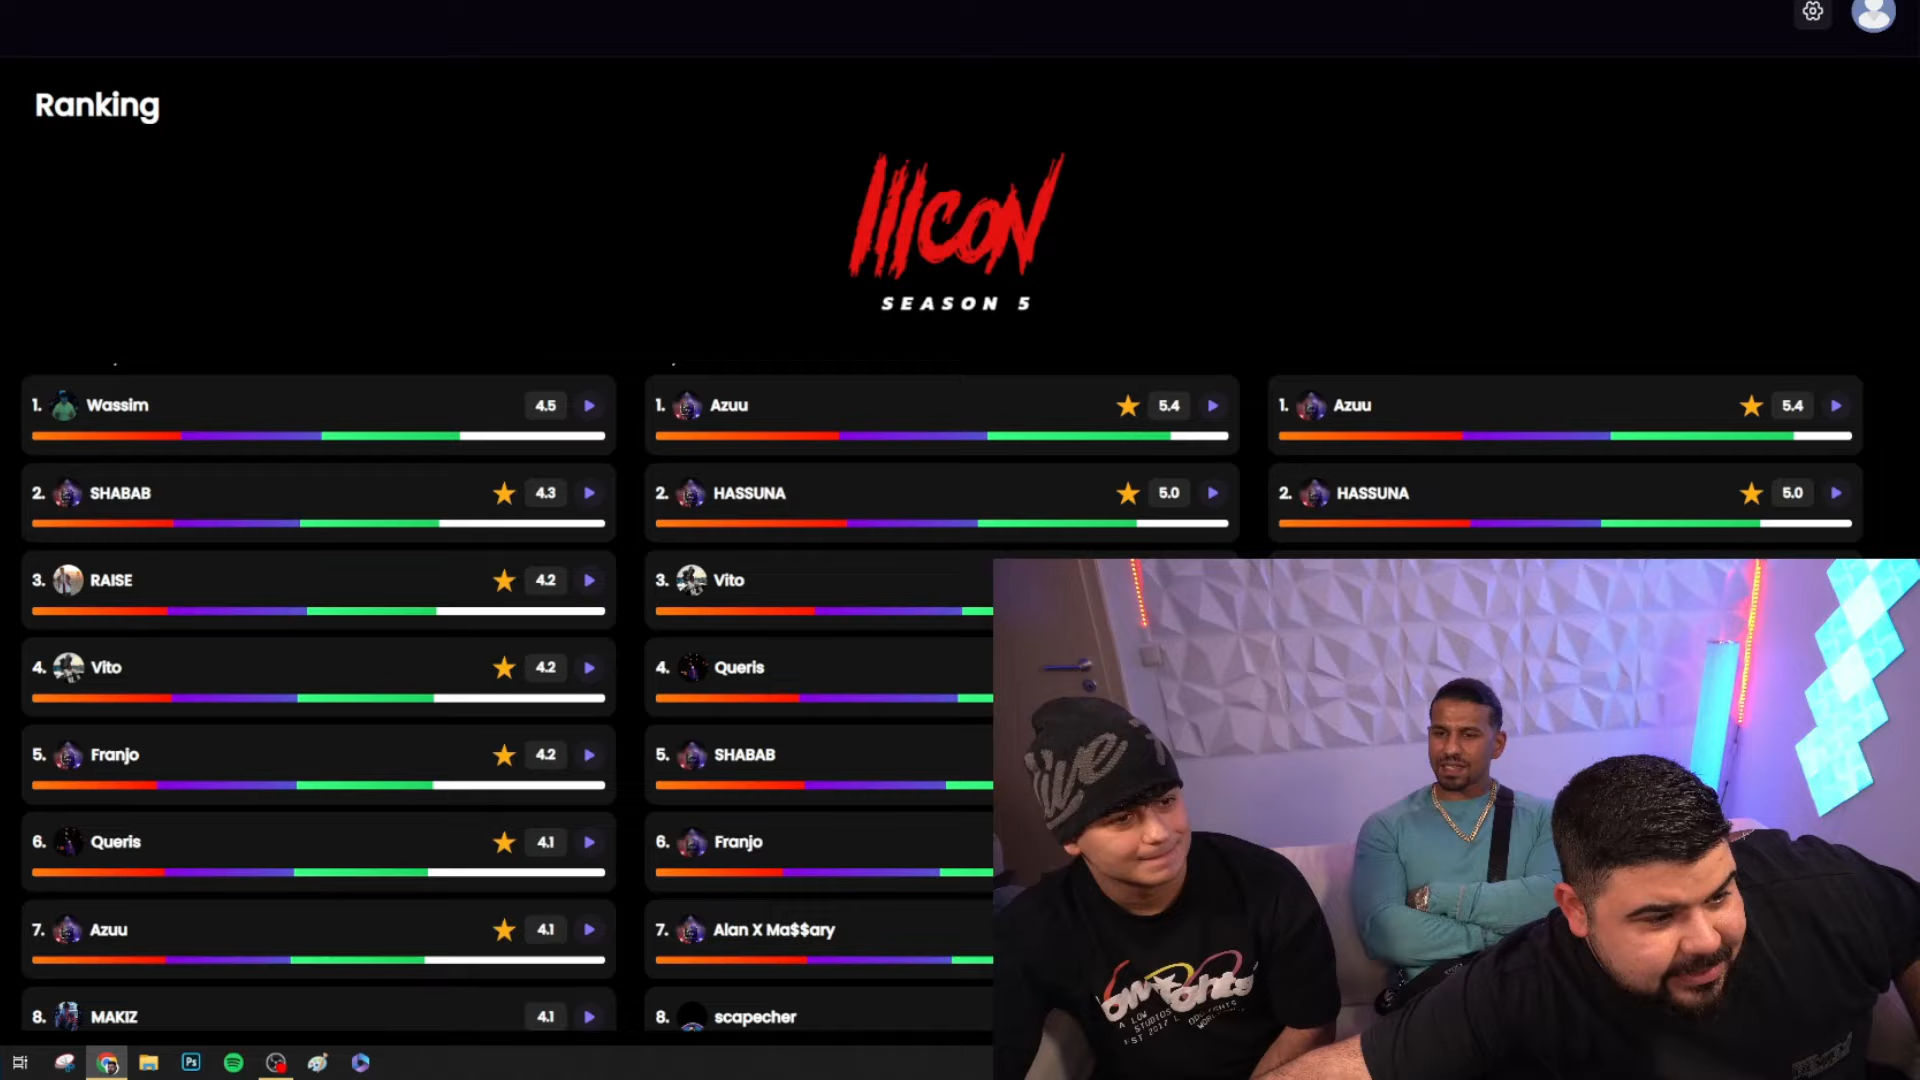 Ranking
IIICON
SEASON 5
1. Wassim 4.5
2. SHABAB 4.3
3. RAISE 4.2
4. Vito 4.2
5. Franjo 4.2
6. Queris 4.1
7. Azuu 4.1
8. MAKIZ 4.1
1. Azuu 5.4
2. HASSUNA 5.0
3. Vito
4. Queris
5. SHABAB
6. Franjo
7. Alan X Ma$$ary
8. scapecher
1. Azuu 5.4
2. HASSUNA 5.0
Ps